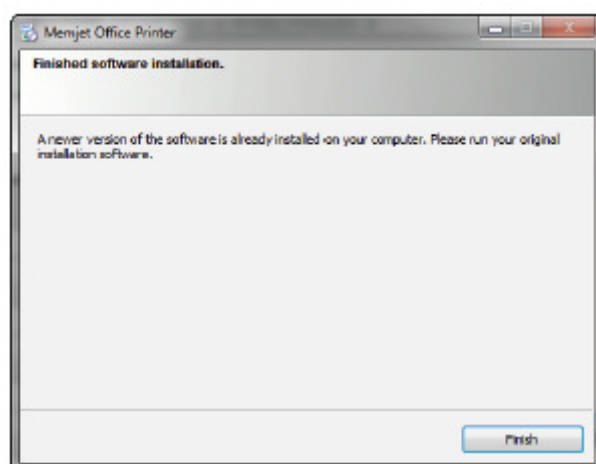 Memjet Office Printer
Finished software installation.
A newer version of the software is already installed on your computer. Please run your original
installation software.
Finish